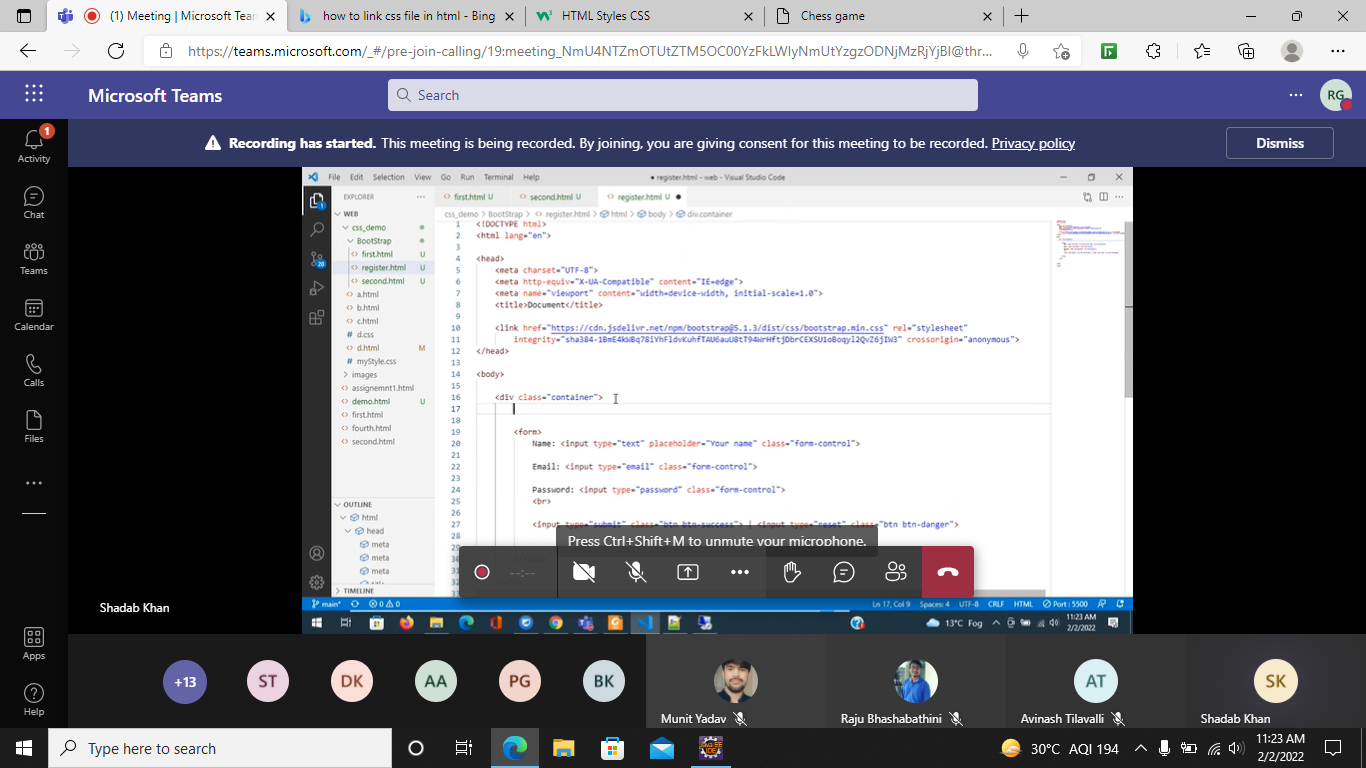 (1) Meeting | Microsoft Tear
how to link css file in html - Bing
HTML Styles CSS
Chess game
https://teams.microsoft.com/_#/pre-join-calling/19:meeting_NmU4NTZmOTUtZTM5OC00YzFkLWIyNmUtYzgzODNjMzRjYjBl@thr...
Microsoft Teams
Search
RG
Recording has started. This meeting is being recorded. By joining, you are giving consent for this meeting to be recorded. Privacy policy
Dismiss
1
Activity
Chat
Teams
Calendar
Calls
Files
Apps
Help
File Edit Selection View Go Run Terminal Help
● register.html - web - Visual Studio Code
EXPLORER
first.html U
second.html U
register.html U
css_demo > BootStrap > register.html > html > body > div.container
WEB
css_demo
BootStrap
first.html U
register.html U
second.html U
a.html
b.html
c.html
# d.css
d.html M
# myStyle.css
images
assignemnt1.html
demo.html U
first.html
fourth.html
second.html
OUTLINE
html
head
meta
meta
meta
TIMELINE
1 <!DOCTYPE html>
2 <html lang="en">
3
4 <head>
5 <meta charset="UTF-8">
6 <meta http-equiv="X-UA-Compatible" content="IE=edge">
7 <meta name="viewport" content="width=device-width, initial-scale=1.0">
8 <title>Document</title>
9
10 <link href="https://cdn.jsdelivr.net/npm/bootstrap@5.1.3/dist/css/bootstrap.min.css" rel="stylesheet"
11 integrity="sha384-1BmE4kWBq78iYhFldvKuhfTAU6auU8tT94WrHftjDbrCEXSU1oBoqyl2QvZ6jIW3" crossorigin="anonymous">
12 </head>
13
14 <body>
15
16 <div class="container">
17
18
19 <form>
20 Name: <input type="text" placeholder="Your name" class="form-control">
21
22 Email: <input type="email" class="form-control">
23
24 Password: <input type="password" class="form-control">
25 <br>
26
27 <input type="submit" class="btn btn-success"> | <input type="reset" class="btn btn-danger">
28
Press Ctrl+Shift+M to unmute your microphone.
--:--
main*
0 0
Ln 17, Col 9 Spaces: 4 UTF-8 CRLF HTML Port : 5500
13°C Fog
11:23 AM
2/2/2022
Shadab Khan
+13
ST
DK
AA
PG
BK
Munit Yadav
Raju Bhashabathini
AT
Avinash Tilavalli
SK
Shadab Khan
Type here to search
30°C AQI 194
11:23 AM
2/2/2022